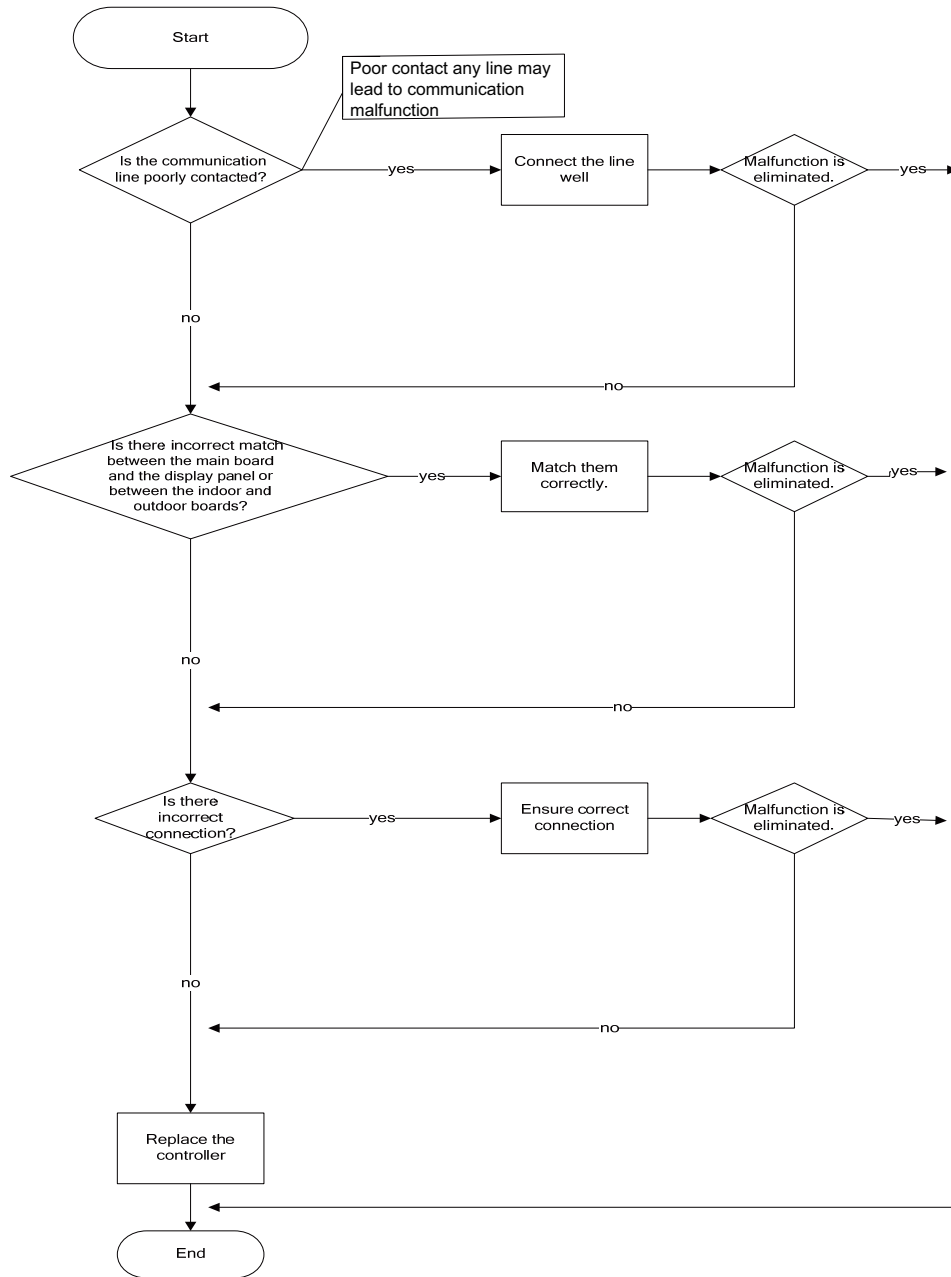 Start
Poor contact any line may
lead to communication
malfunction
Is the communication
line poorly contacted?
yes
Connect the line
well
Malfunction is
eliminated.
yes
no
no
Is there incorrect match
between the main board
and the display panel or
between the indoor and
outdoor boards?
yes
Match them
correctly.
Malfunction is
eliminated.
yes
no
no
Is there
incorrect
connection?
yes
Ensure correct
connection
Malfunction is
eliminated.
yes
no
no
Replace the
controller
End